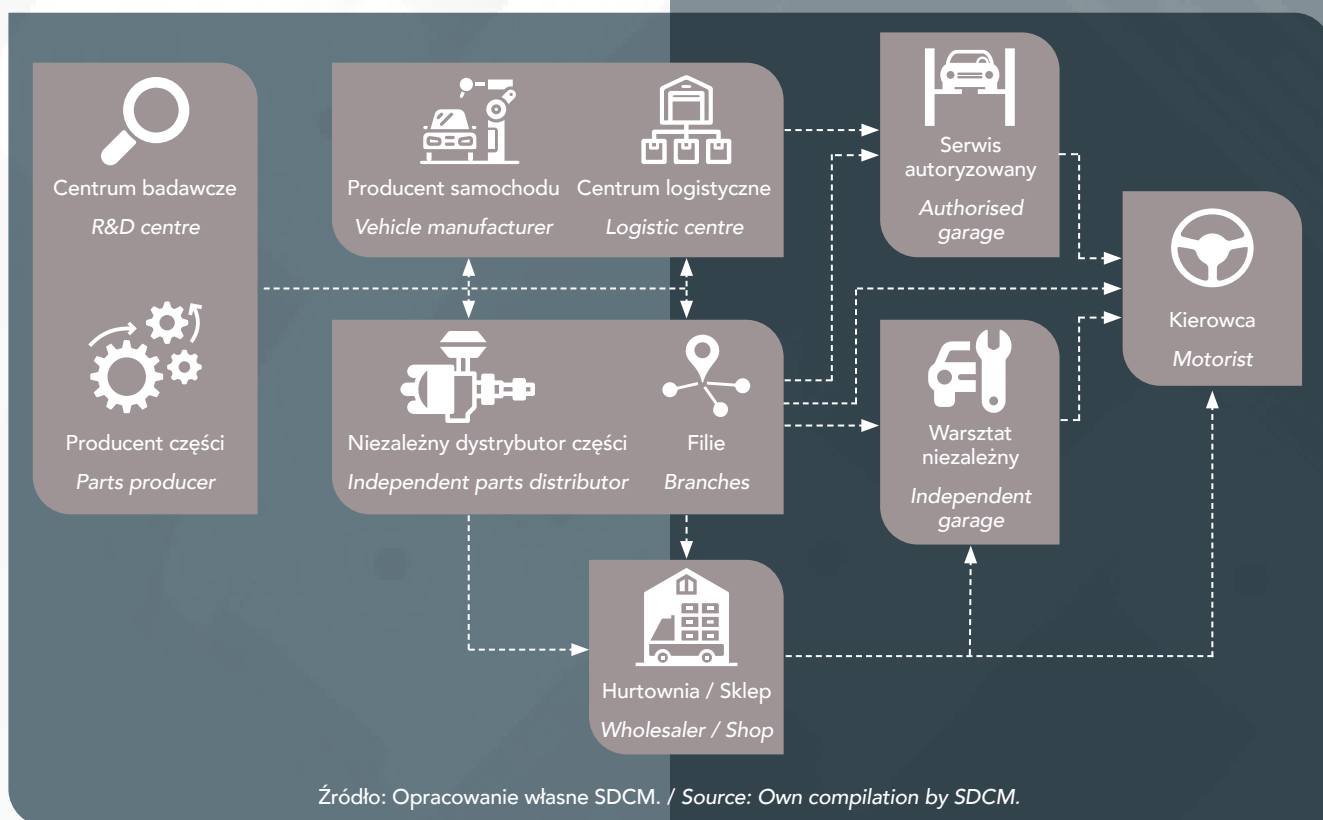 Centrum badawcze
R&D centre
Producent części
Parts producer
Producent samochodu
Vehicle manufacturer
Centrum logistyczne
Logistic centre
Niezależny dystrybutor części
Independent parts distributor
Filie
Branches
Hurtownia / Sklep
Wholesaler / Shop
Serwis
autoryzowany
Authorised
garage
Warsztat
niezależny
Independent
garage
Kierowca
Motorist
Źródło: Opracowanie własne SDCM. / Source: Own compilation by SDCM.